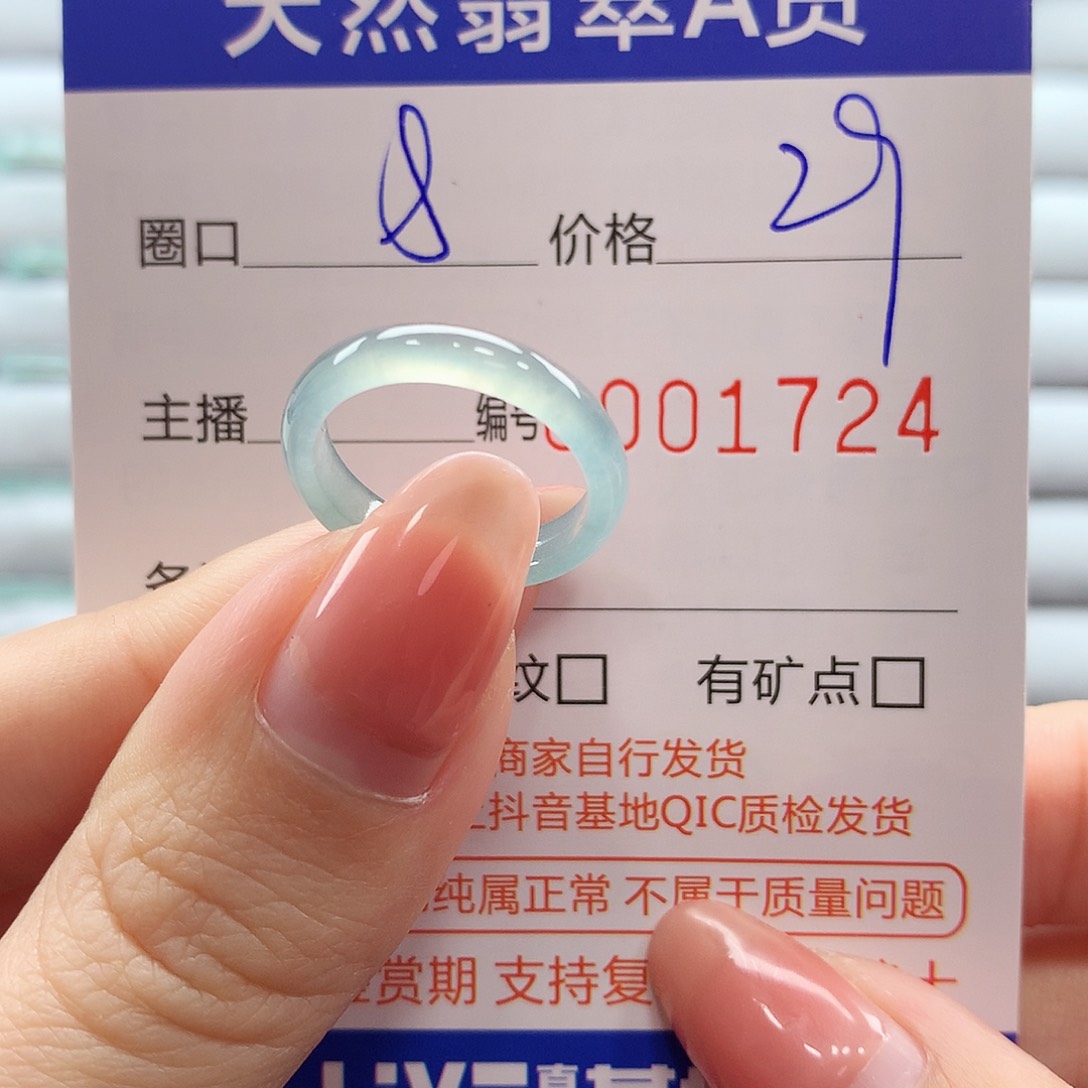 天然翡翠A货
圈口 8 价格 29
主播 编号 0001724
纹□ 有矿点□
商家自行发货
抖音基地QIC质检发货
纯属正常 不属于质量问题
赏期 支持复